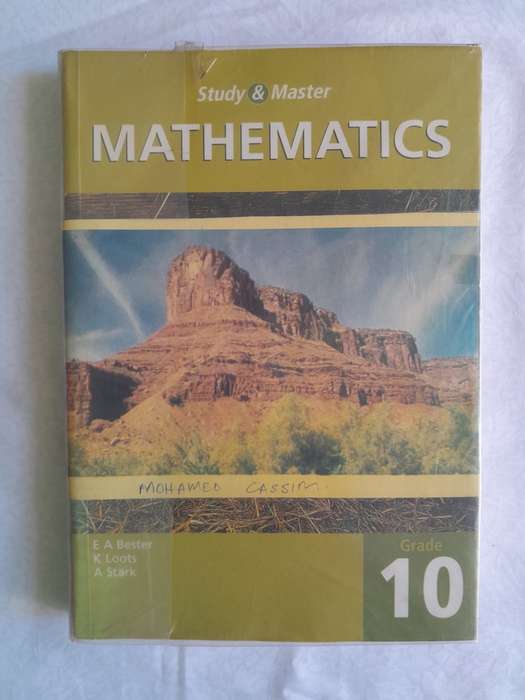 Study & Master
MATHEMATICS
MOHAMED CASSIM.
E A Bester
K Loots
A Stark
Grade
10